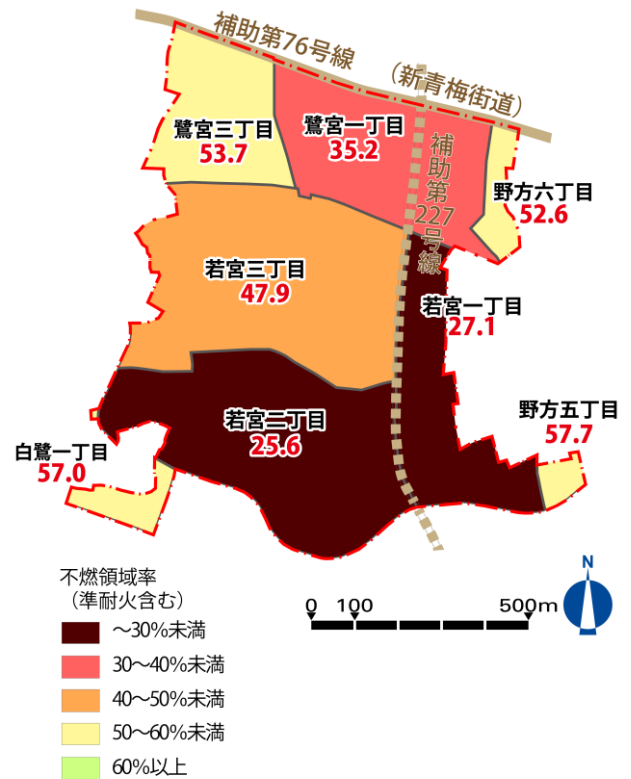 補助第76号線
（新青梅街道）
鷺宮三丁目
53.7
鷺宮一丁目
35.2
補助第
227
号線
野方六丁目
52.6
若宮三丁目
47.9
若宮一丁目
27.1
若宮二丁目
25.6
野方五丁目
57.7
白鷺一丁目
57.0
不燃領域率
（準耐火含む）
～30%未満
30～40%未満
40～50%未満
50～60%未満
60%以上
0 100 500m
N